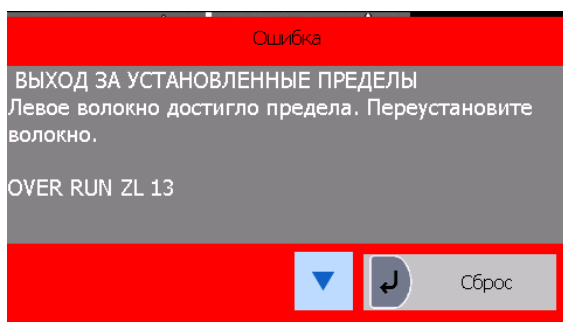 Ошибка
ВЫХОД ЗА УСТАНОВЛЕННЫЕ ПРЕДЕЛЫ
Левое волокно достигло предела. Переустановите
волокно.
OVER RUN ZL 13
Сброс